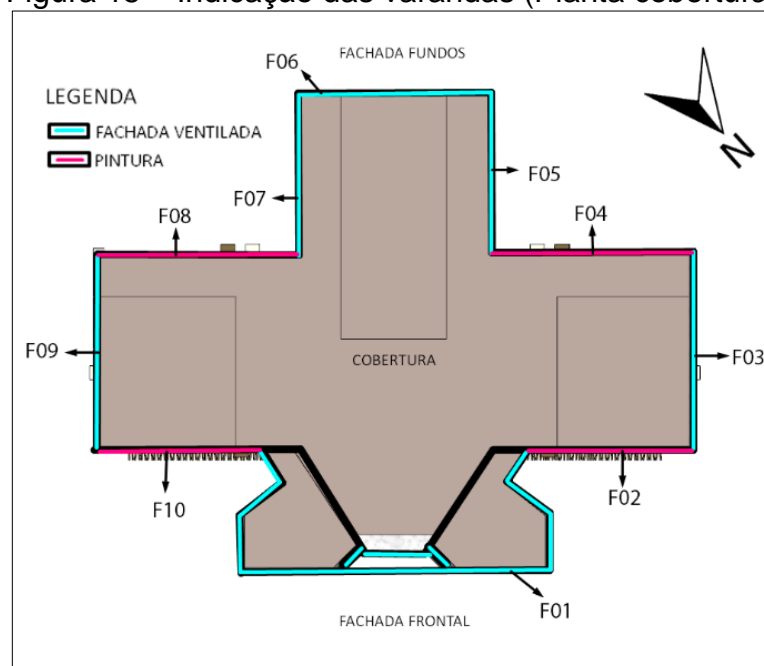 Figura 18 – Indicação das varandas (Planta cobertura
FACHADA FUNDOS
F06
LEGENDA
FACHADA VENTILADA
PINTURA
N
F05
F07
F08
F04
F09
COBERTURA
F03
F10
F02
F01
FACHADA FRONTAL